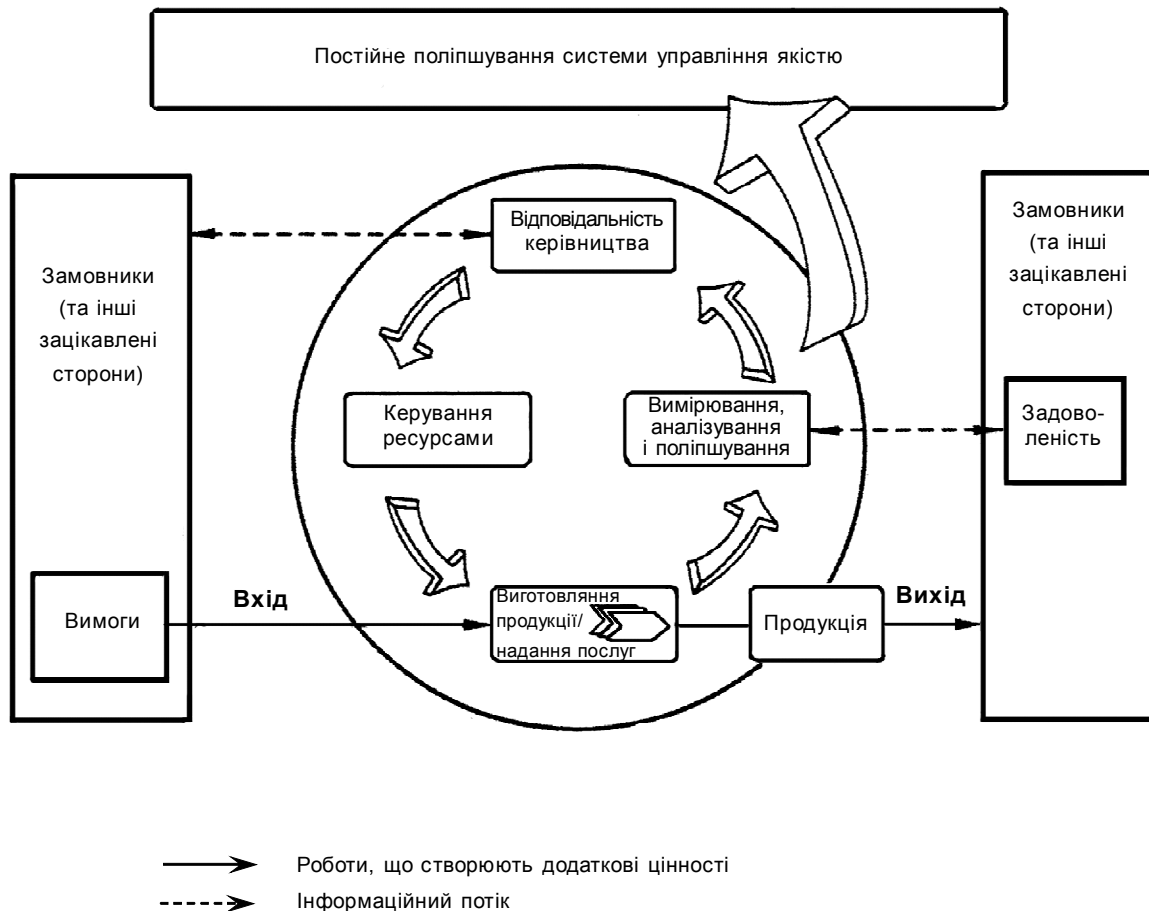 Постійне поліпшування системи управління якістю
Замовники
(та інші
зацікавлені
сторони)
Вимоги
Вхід
Відповідальність
керівництва
Керування
ресурсами
Вимірювання,
аналізування
і поліпшування
Виготовляння
продукції/
надання послуг
Продукція
Вихід
Замовники
(та інші
зацікавлені
сторони)
Задово-
леність
Роботи, що створюють додаткові цінності
Інформаційний потік